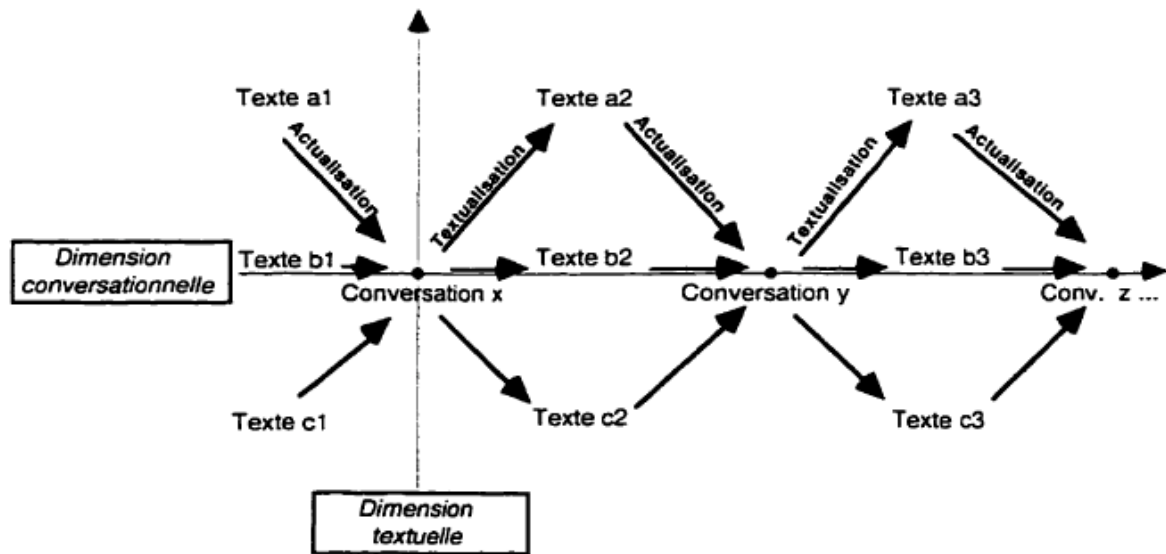 Texte a1
Texte a2
Texte a3
Actualisation
Textualisation
Actualisation
Textualisation
Actualisation
Dimension
conversationnelle
Texte b1
Texte b2
Texte b3
Conversation x
Conversation y
Conv. z ...
Texte c1
Texte c2
Texte c3
Dimension
textuelle